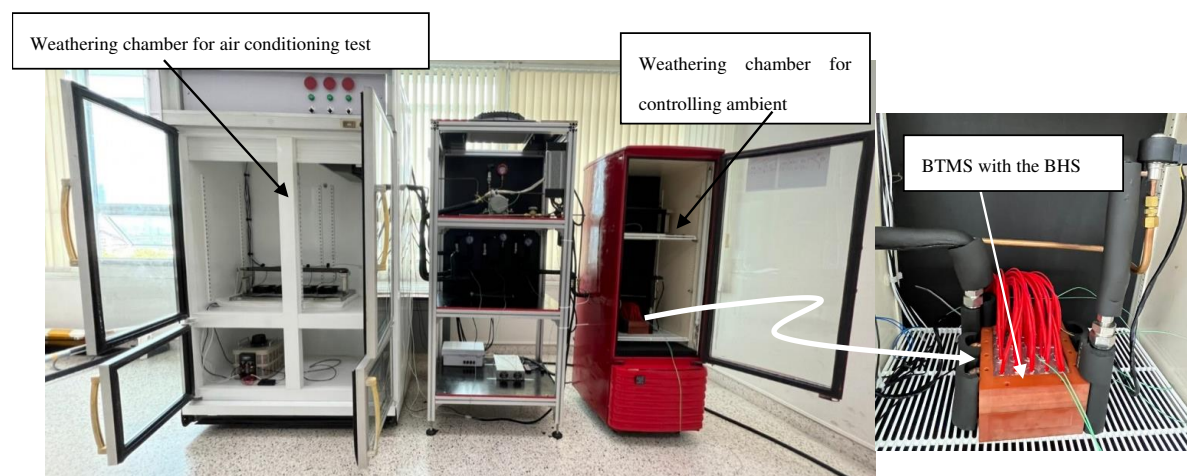 Weathering chamber for air conditioning test
Weathering chamber for
controlling ambient
BTMS with the BHS